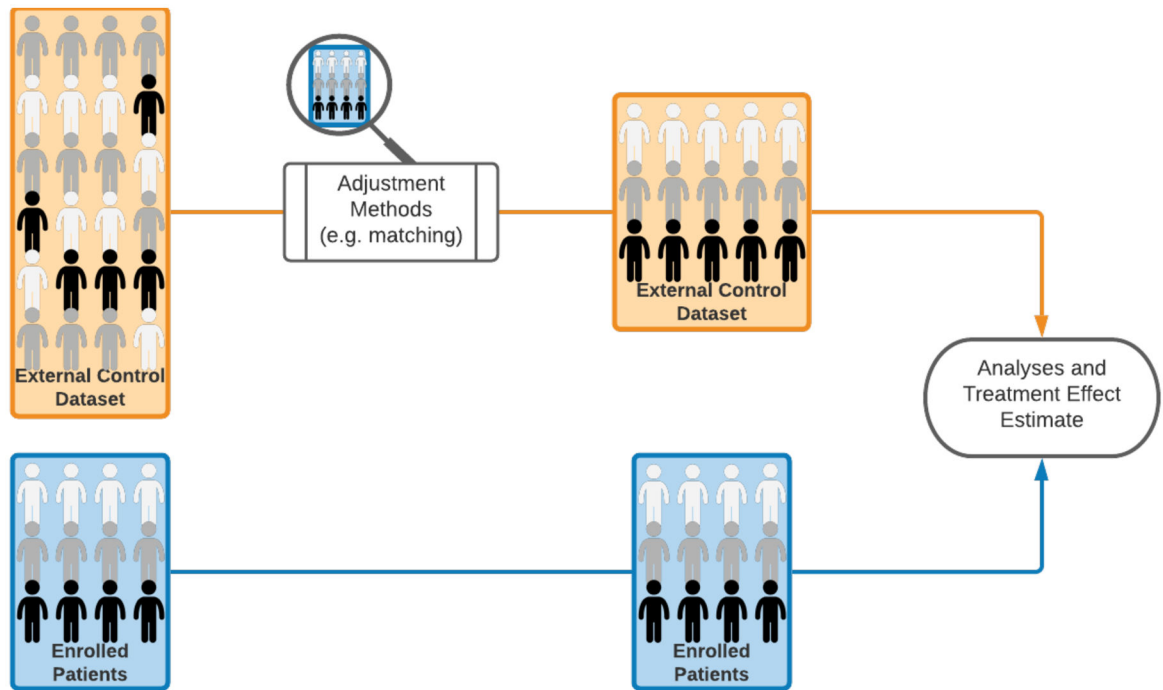 External Control
Dataset
Adjustment
Methods
(e.g. matching)
External Control
Dataset
Analyses and
Treatment Effect
Estimate
Enrolled
Patients
Enrolled
Patients